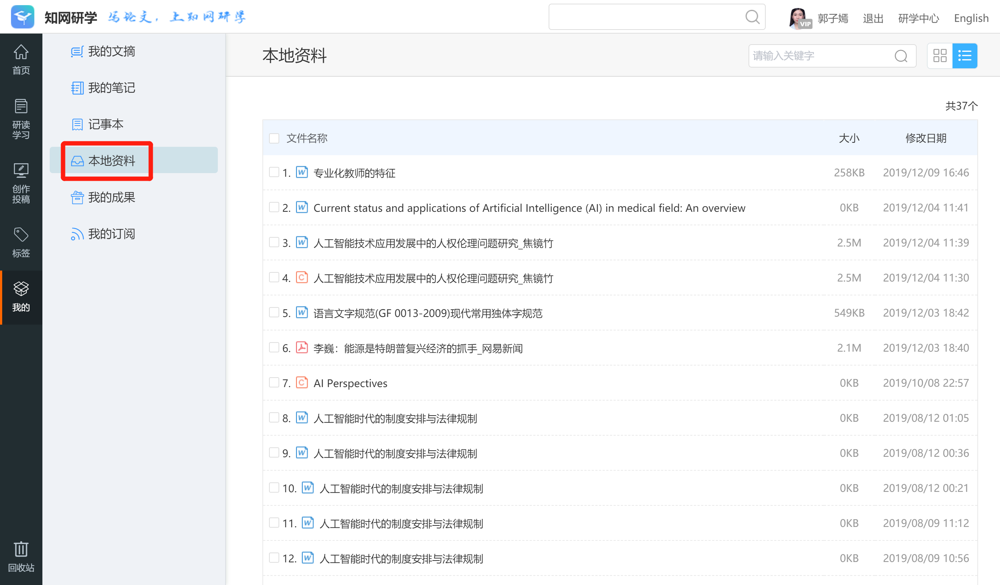 知网研学 写论文，上知网研学
VIP 郭子嫣 退出 研学中心 English
首页
研读
学习
创作
投稿
标签
我的
回收站
我的文摘
我的笔记
记事本
本地资料
我的成果
我的订阅
本地资料 请输入关键字
共37个
文件名称 大小 修改日期
1. 专业化教师的特征 258KB 2019/12/09 16:46
2. Current status and applications of Artificial Intelligence (AI) in medical field: An overview 0KB 2019/12/04 11:41
3. 人工智能技术应用发展中的人权伦理问题研究_焦镜竹 2.5M 2019/12/04 11:39
4. 人工智能技术应用发展中的人权伦理问题研究_焦镜竹 2.5M 2019/12/04 11:30
5. 语言文字规范(GF 0013-2009)现代常用独体字规范 549KB 2019/12/03 18:42
6. 李巍：能源是特朗普复兴经济的抓手_网易新闻 2.1M 2019/12/03 18:40
7. AI Perspectives 0KB 2019/10/08 22:57
8. 人工智能时代的制度安排与法律规制 0KB 2019/08/12 01:05
9. 人工智能时代的制度安排与法律规制 0KB 2019/08/12 00:36
10. 人工智能时代的制度安排与法律规制 0KB 2019/08/12 00:21
11. 人工智能时代的制度安排与法律规制 0KB 2019/08/09 11:12
12. 人工智能时代的制度安排与法律规制 0KB 2019/08/09 10:56